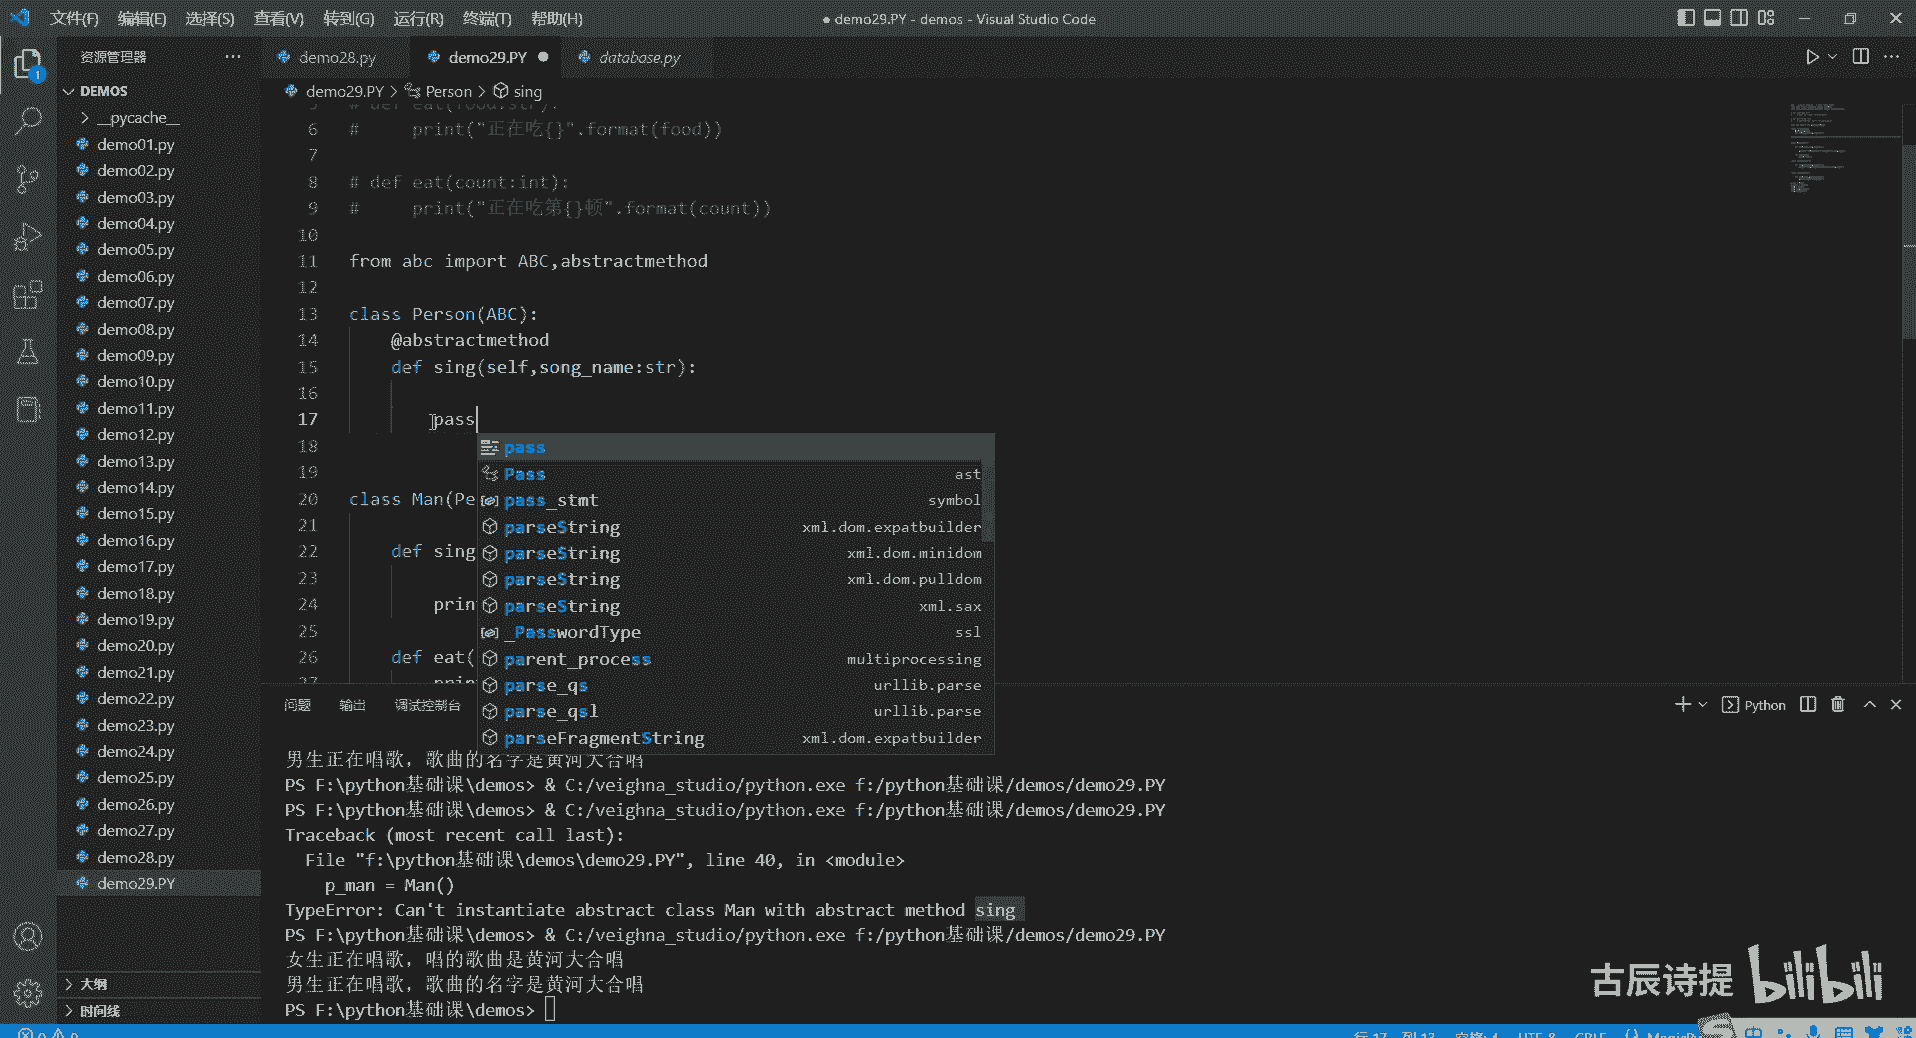 文件(F) 编辑(E) 选择(S) 查看(V) 转到(G) 运行(R) 终端(T) 帮助(H)
● demo29.PY - demos - Visual Studio Code
资源管理器
demo28.py
demo29.PY
database.py
1
DEMOS
demo29.PY > Person > sing
__pycache__
demo01.py
demo02.py
demo03.py
demo04.py
demo05.py
demo06.py
demo07.py
demo08.py
demo09.py
demo10.py
demo11.py
demo12.py
demo13.py
demo14.py
demo15.py
demo16.py
demo17.py
demo18.py
demo19.py
demo20.py
demo21.py
demo22.py
demo23.py
demo24.py
demo25.py
demo26.py
demo27.py
demo28.py
demo29.PY
大纲
时间线
5 # def eat(food:str):
6 #     print("正在吃{}".format(food))
7
8 # def eat(count:int):
9 #     print("正在吃第{}顿".format(count))
10
11 from abc import ABC,abstractmethod
12
13 class Person(ABC):
14     @abstractmethod
15     def sing(self,song_name:str):
16
17         pass
18
19
20 class Man(Pe
21
22     def sing
23
24         prin
25
26     def eat(
27         prin
pass
Pass ast
pass_stmt symbol
parseString xml.dom.expatbuilder
parseString xml.dom.minidom
parseString xml.dom.pulldom
parseString xml.sax
_PasswordType ssl
parent_process multiprocessing
parse_qs urllib.parse
parse_qsl urllib.parse
parseFragmentString xml.dom.expatbuilder
问题 输出 调试控制台
Python
男生正在唱歌，歌曲的名字是黄河大合唱
PS F:\python基础课\demos> & C:/veighna_studio/python.exe f:/python基础课/demos/demo29.PY
PS F:\python基础课\demos> & C:/veighna_studio/python.exe f:/python基础课/demos/demo29.PY
Traceback (most recent call last):
  File "f:\python基础课\demos\demo29.PY", line 40, in <module>
    p_man = Man()
TypeError: Can't instantiate abstract class Man with abstract method sing
PS F:\python基础课\demos> & C:/veighna_studio/python.exe f:/python基础课/demos/demo29.PY
女生正在唱歌，唱的歌曲是黄河大合唱
男生正在唱歌，歌曲的名字是黄河大合唱
PS F:\python基础课\demos>
古辰诗提 bilibili
行 17，列 13 空格: 4 UTF-8 CRLF